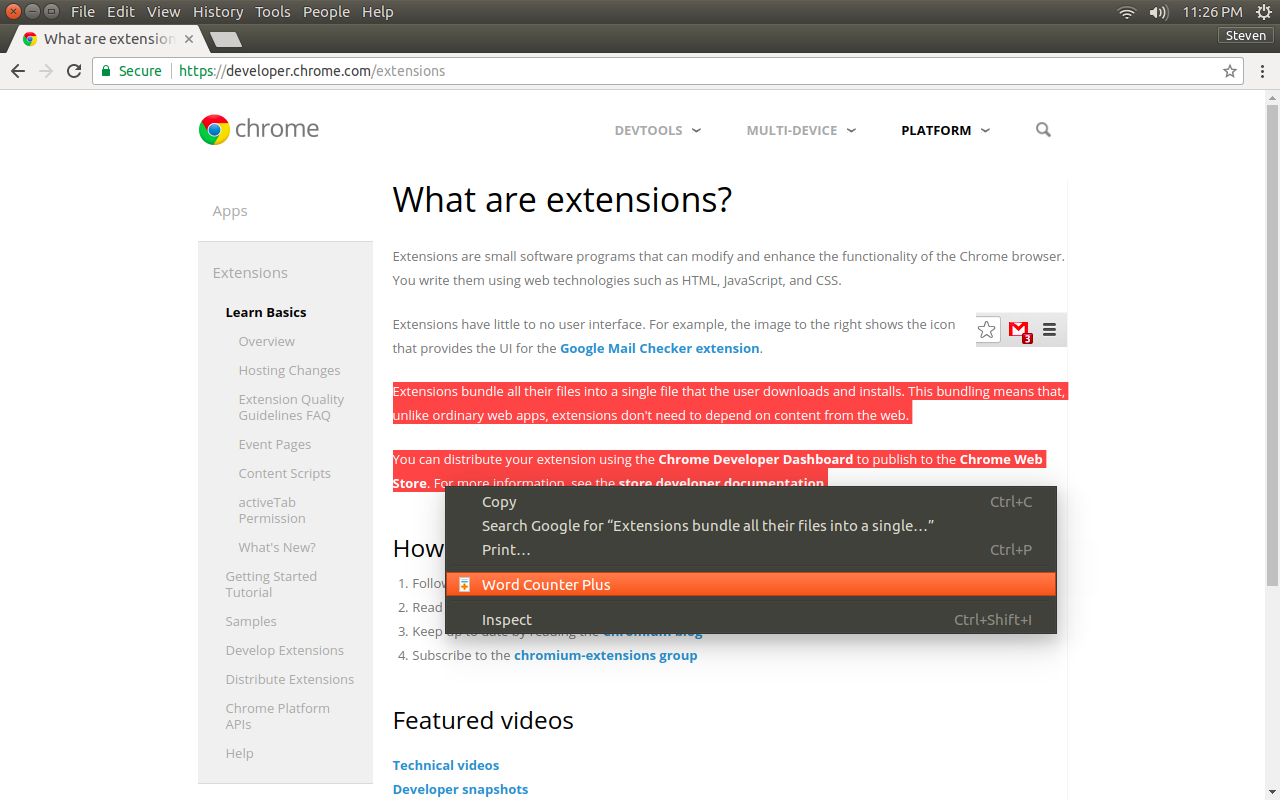 File Edit View History Tools People Help
11:26 PM
What are extension
Steven
Secure
https://developer.chrome.com/extensions
chrome
DEVTOOLS
MULTI-DEVICE
PLATFORM
Apps
Extensions
Learn Basics
Overview
Hosting Changes
Extension Quality
Guidelines FAQ
Event Pages
Content Scripts
activeTab
Permission
What's New?
Getting Started
Tutorial
Samples
Develop Extensions
Distribute Extensions
Chrome Platform
APIs
Help
What are extensions?
Extensions are small software programs that can modify and enhance the functionality of the Chrome browser.
You write them using web technologies such as HTML, JavaScript, and CSS.
Extensions have little to no user interface. For example, the image to the right shows the icon
that provides the UI for the Google Mail Checker extension.
3
Extensions bundle all their files into a single file that the user downloads and installs. This bundling means that,
unlike ordinary web apps, extensions don't need to depend on content from the web.
You can distribute your extension using the Chrome Developer Dashboard to publish to the Chrome Web
Store. For more information, see the store developer documentation.
Copy Ctrl+C
Search Google for “Extensions bundle all their files into a single…”
Print… Ctrl+P
Word Counter Plus
Inspect Ctrl+Shift+I
How
1. Follow
2. Read
3. Keep up to date by reading the Chromium blog
4. Subscribe to the chromium-extensions group
Featured videos
Technical videos
Developer snapshots